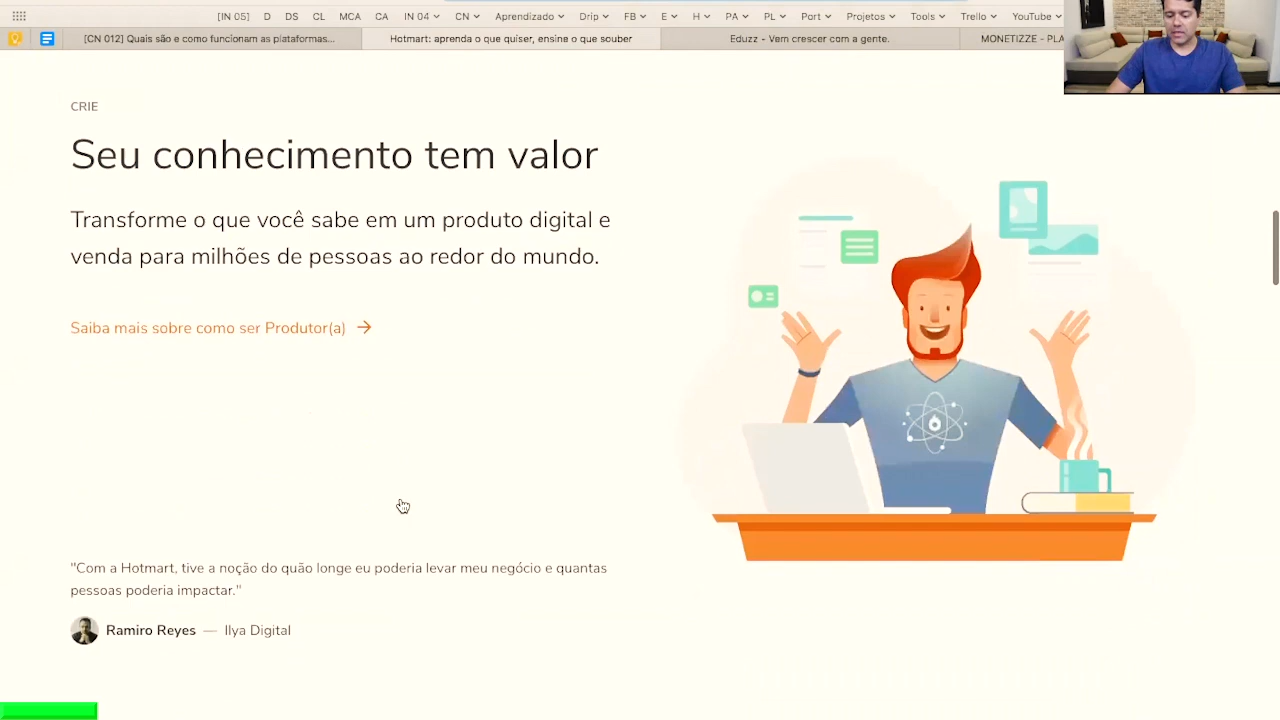 [IN 05] D DS CL MCA CA IN 04 CN Aprendizado Drip FB E H PA PL Port Projetos Tools Trello YouTube
[CN 012] Quais são e como funcionam as plataformas... Hotmart: aprenda o que quiser, ensine o que souber Eduzz - Vem crescer com a gente. MONETIZZE - PLA
CRIE
Seu conhecimento tem valor
Transforme o que você sabe em um produto digital e
venda para milhões de pessoas ao redor do mundo.
Saiba mais sobre como ser Produtor(a) →
"Com a Hotmart, tive a noção do quão longe eu poderia levar meu negócio e quantas
pessoas poderia impactar."
Ramiro Reyes — Ilya Digital